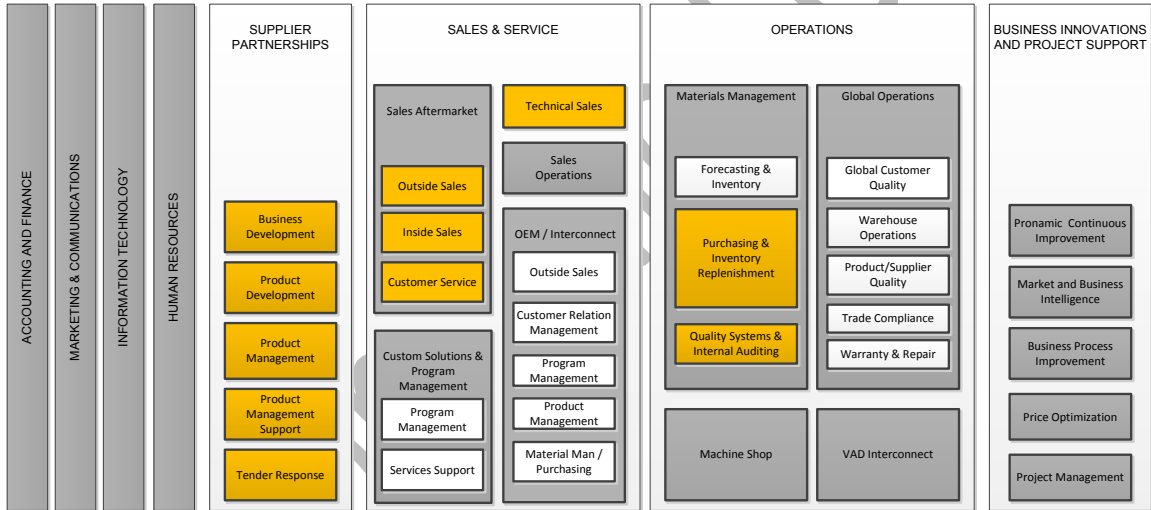 ACCOUNTING AND FINANCE
MARKETING & COMMUNICATIONS
INFORMATION TECHNOLOGY
HUMAN RESOURCES
SUPPLIER
PARTNERSHIPS
Business
Development
Product
Development
Product
Management
Product
Management
Support
Tender Response
SALES & SERVICE
Sales Aftermarket
Outside Sales
Inside Sales
Customer Service
Custom Solutions &
Program
Management
Program
Management
Services Support
Technical Sales
Sales
Operations
OEM / Interconnect
Outside Sales
Customer Relation
Management
Program
Management
Product
Management
Material Man /
Purchasing
OPERATIONS
Materials Management
Forecasting &
Inventory
Purchasing &
Inventory
Replenishment
Quality Systems &
Internal Auditing
Machine Shop
Global Operations
Global Customer
Quality
Warehouse
Operations
Product/Supplier
Quality
Trade Compliance
Warranty & Repair
VAD Interconnect
BUSINESS INNOVATIONS
AND PROJECT SUPPORT
Pronamic Continuous
Improvement
Market and Business
Intelligence
Business Process
Improvement
Price Optimization
Project Management